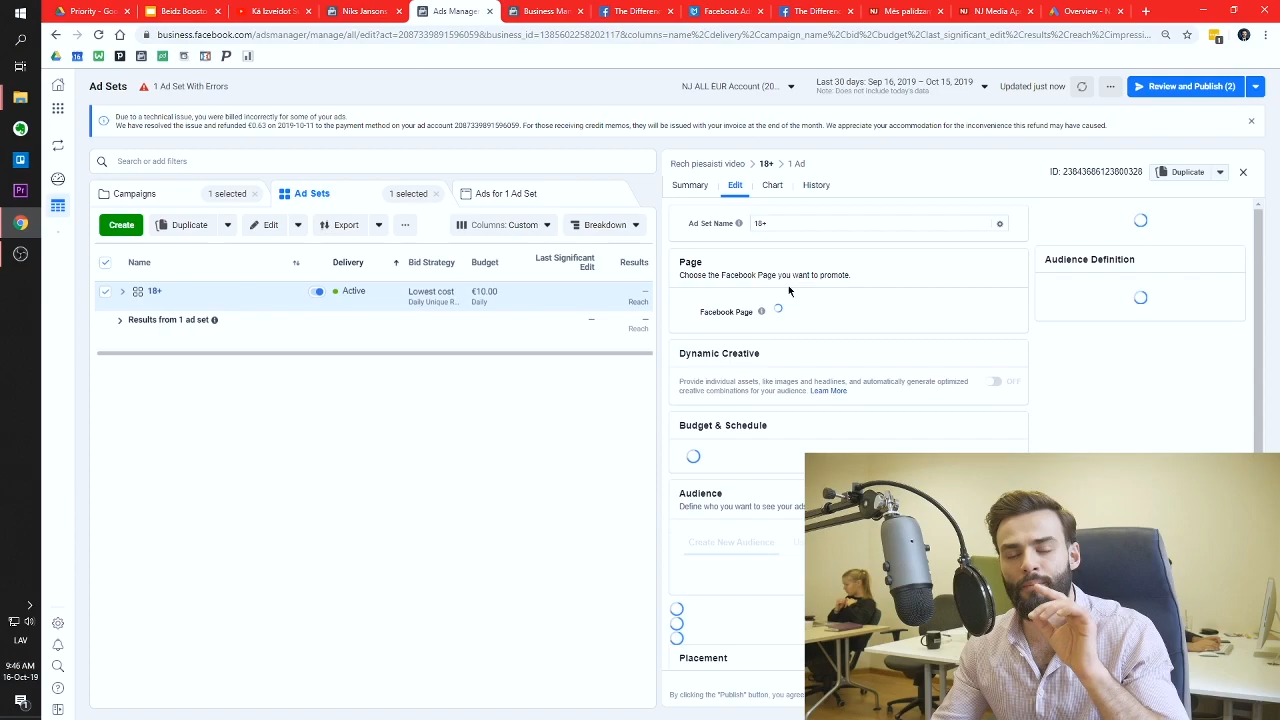 Priority - Go
Beidz Boosto
Ka Izveidot Su
Nils Jansons
Ads Manager
Business Man
The Differenc
Facebook Ad
The Differenc
Mēs palīdzam
NJ Media Ap
Overview - N
business.facebook.com/adsmanager/manage/all/edit?act=2087339891596059&business_id=1385602258202117&columns=name%2Cdelivery%2Ccampaign_name%2Cbid%2Cbudget%2Clast_significant_edit%2Cresults%2Creach%2Cimpressi...
Ad Sets
1 Ad Set With Errors
NJ ALL EUR Account (20...
Last 30 days: Sep 16, 2019 – Oct 15, 2019
Note: Does not include today's data
Updated just now
Review and Publish (2)
Due to a technical issue, you were billed incorrectly for some of your ads.
We have resolved the issue and refunded €0.63 on 2019-10-11 to the payment method on your ad account 2087339891596059. For those receiving credit memos, they will be issued with your invoice at the end of the month. We appreciate your accommodation for the inconvenience this refund may have caused.
Search or add filters
Campaigns
1 selected
Ad Sets
1 selected
Ads for 1 Ad Set
Create
Duplicate
Edit
Export
Columns: Custom
Breakdown
Name
Delivery
Bid Strategy
Budget
Last Significant
Edit
Results
18+
Active
Lowest cost
Daily Unique R...
€10.00
Daily
—
Reach
Results from 1 ad set
—
—
Reach
Rech piesaisti video > 18+ > 1 Ad
ID: 23843686123800328
Duplicate
Summary
Edit
Chart
History
Ad Set Name
18+
Page
Choose the Facebook Page you want to promote.
Facebook Page
Dynamic Creative
Provide individual assets, like images and headlines, and automatically generate optimized
creative combinations for your audience. Learn More
OFF
Budget & Schedule
Audience
Define who you want to see your ads
Create New Audience
Placement
By clicking the "Publish" button, you agree
Audience Definition
LAV
9:46 AM
16-Oct-19